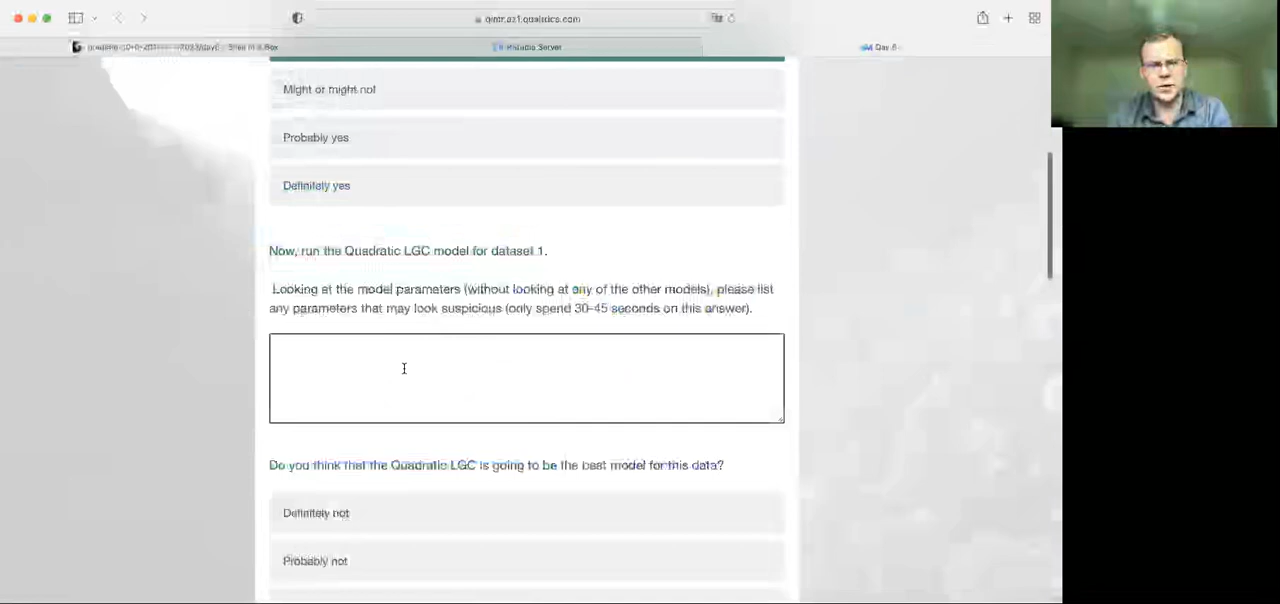 qimr.az1.qualtrics.com
Server
Day 6
Might or might not
Probably yes
Definitely yes
Now, run the Quadratic LGC model for dataset 1.
Looking at the model parameters (without looking at any of the other models), please list
any parameters that may look suspicious (only spend 30-45 seconds on this answer).
Do you think that the Quadratic LGC is going to be the best model for this data?
Definitely not
Probably not